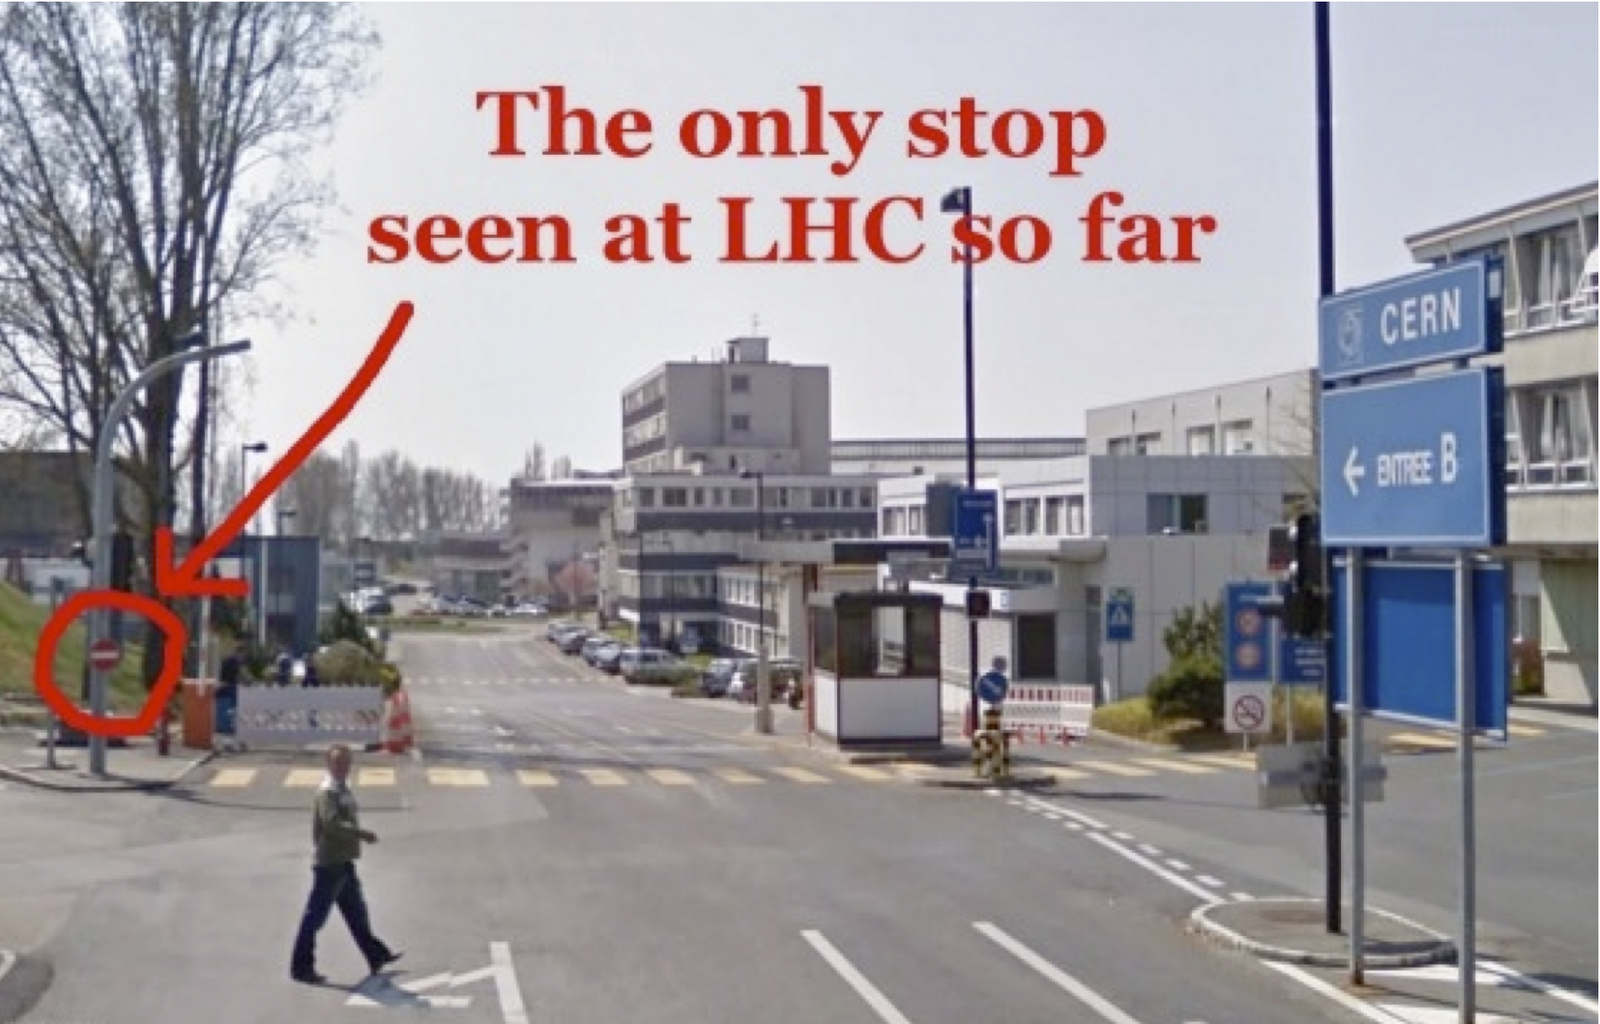 The only stop
seen at LHC so far
CERN
← ENTREE B